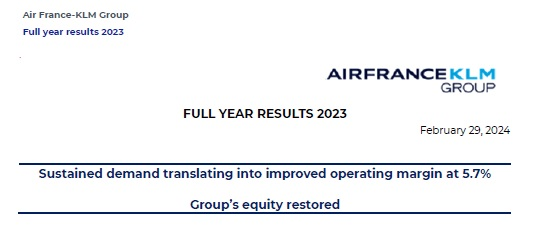 Air France-KLM Group
Full year results 2023
AIRFRANCEKLM
GROUP
FULL YEAR RESULTS 2023
February 29, 2024
Sustained demand translating into improved operating margin at 5.7%
Group’s equity restored